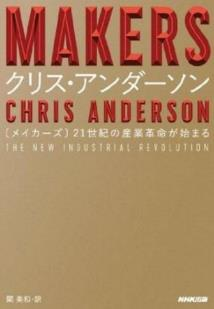 MAKERS
クリス・アンダーソン
CHRIS ANDERSON
〔メイカーズ〕21世紀の産業革命が始まる
THE NEW INDUSTRIAL REVOLUTION
関 美和・訳
NHK出版